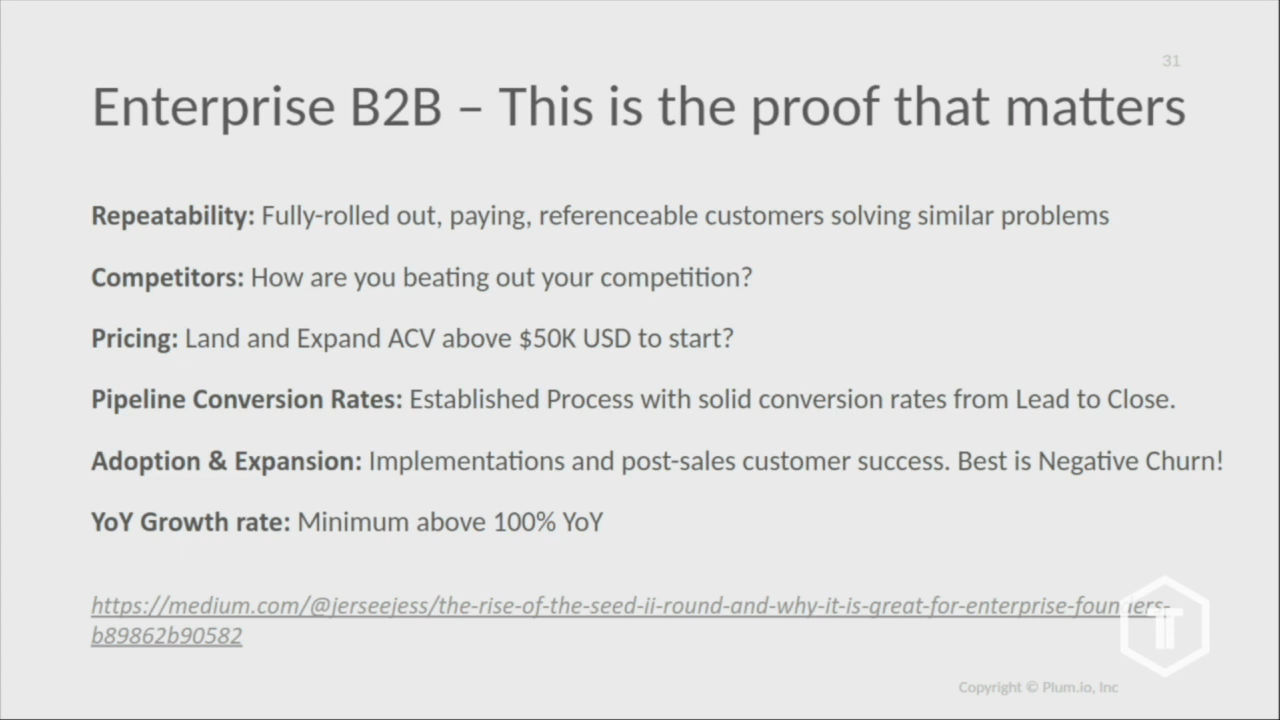 31
Enterprise B2B – This is the proof that matters
Repeatability: Fully-rolled out, paying, referenceable customers solving similar problems
Competitors: How are you beating out your competition?
Pricing: Land and Expand ACV above $50K USD to start?
Pipeline Conversion Rates: Established Process with solid conversion rates from Lead to Close.
Adoption & Expansion: Implementations and post-sales customer success. Best is Negative Churn!
YoY Growth rate: Minimum above 100% YoY
https://medium.com/@jerseejess/the-rise-of-the-seed-ii-round-and-why-it-is-great-for-enterprise-founders-
b89862b90582
Copyright © Plum.io, Inc